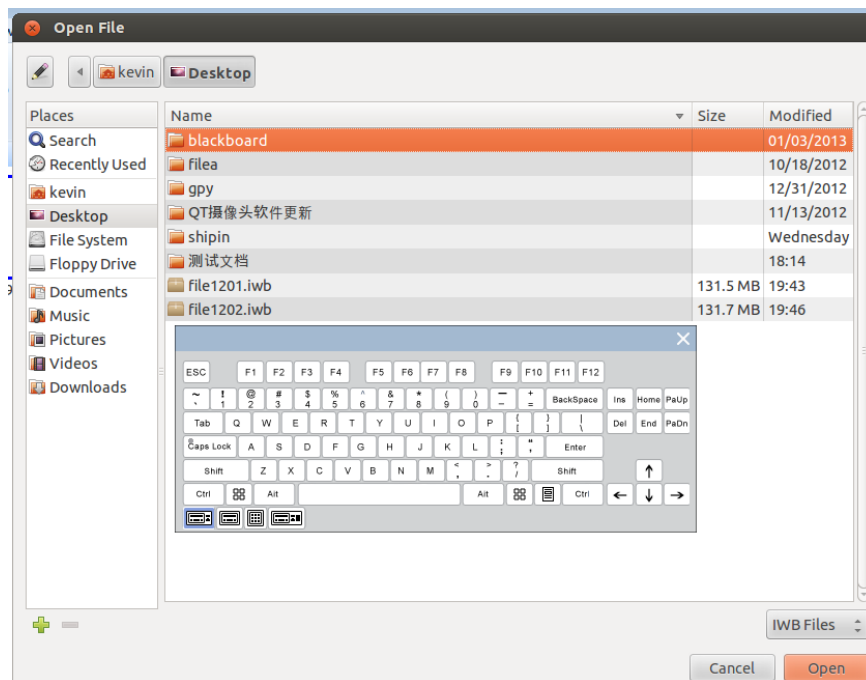 Open File
kevin Desktop
Places Name Size Modified
Search blackboard 01/03/2013
Recently Used filea 10/18/2012
kevin gpy 12/31/2012
Desktop QT摄像头软件更新 11/13/2012
File System shipin Wednesday
Floppy Drive 测试文档 18:14
Documents file1201.iwb 131.5 MB 19:43
Music file1202.iwb 131.7 MB 19:46
Pictures
Videos
Downloads
ESC F1 F2 F3 F4 F5 F6 F7 F8 F9 F10 F11 F12
~ ! @ # $ % ^ & * ( ) — +
` 1 2 3 4 5 6 7 8 9 0 – = BackSpace Ins Home PaUp
Tab Q W E R T Y U I O P { [ } ] | \ Del End PaDn
Caps Lock A S D F G H J K L : ; " ' Enter
Shift Z X C V B N M < , > . ? / Shift ↑
Ctrl Ait Ait Ctrl ← ↓ →
IWB Files
Cancel Open